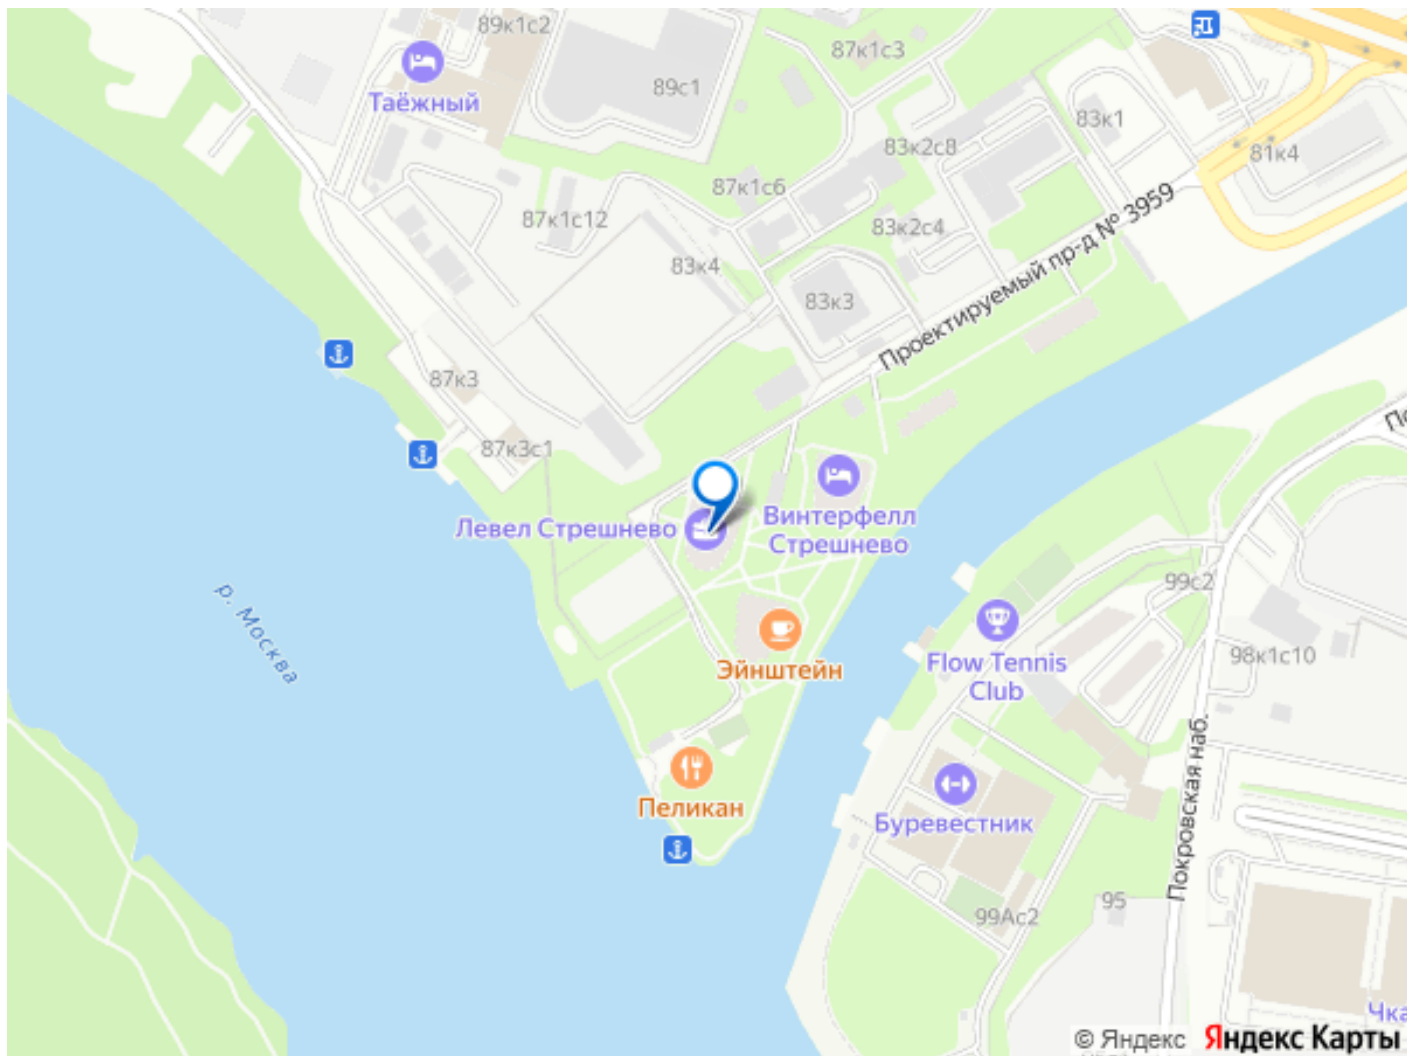 89к1с2
87к1с3
Таёжный
89с1
83к1
81к4
83к2с8
87к1с6
87к1с12
83к2с4
Проектируемый пр-д № 3959
83к4
83к3
87к3
87к3с1
Левел Стрешнево
Винтерфелл
Стрешнево
99с2
р. Москва
Эйнштейн
Flow Tennis
Club
98к1с10
Пеликан
Буревестник
Покровская наб.
95
99Ас2
Чка
© Яндекс
Яндекс Карты